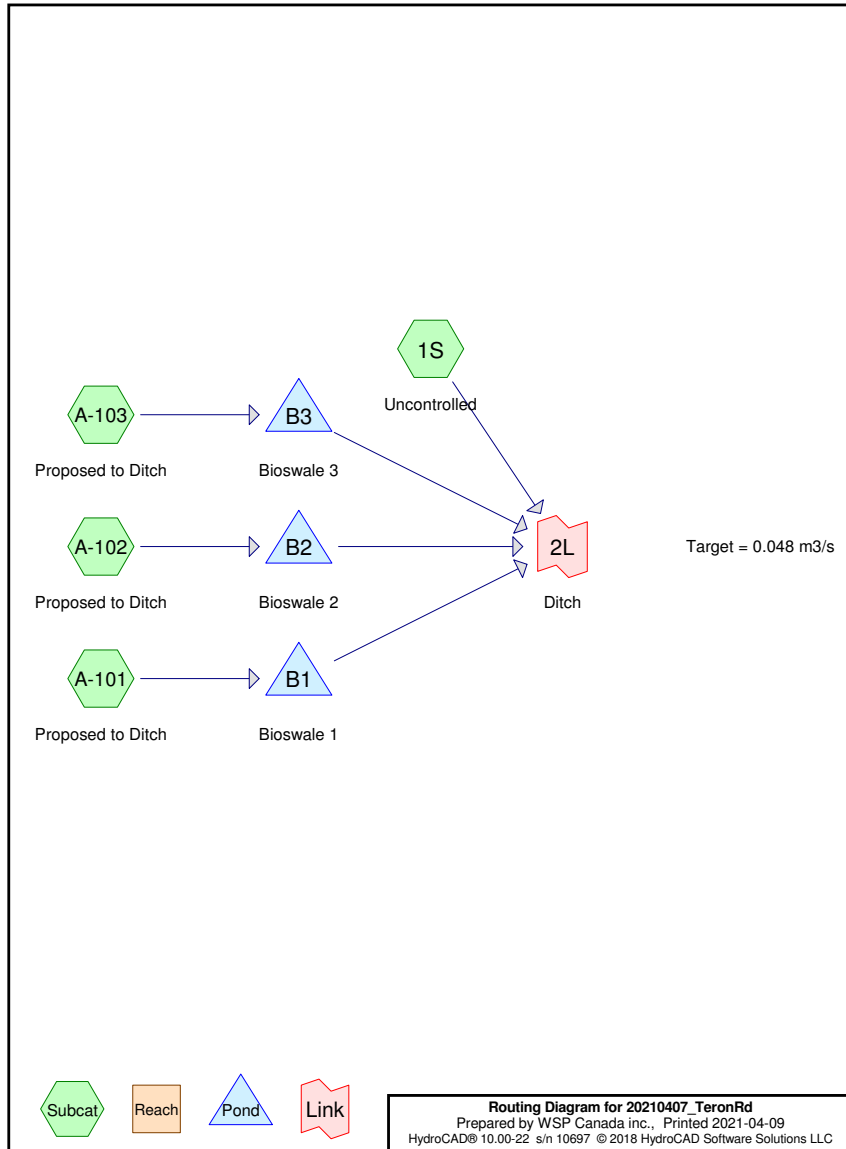 1S
Uncontrolled
A-103
Proposed to Ditch
B3
Bioswale 3
A-102
Proposed to Ditch
B2
Bioswale 2
2L
Ditch
Target = 0.048 m3/s
A-101
Proposed to Ditch
B1
Bioswale 1
Subcat
Reach
Pond
Link
Routing Diagram for 20210407_TeronRd
Prepared by WSP Canada inc., Printed 2021-04-09
HydroCAD® 10.00-22 s/n 10697 © 2018 HydroCAD Software Solutions LLC